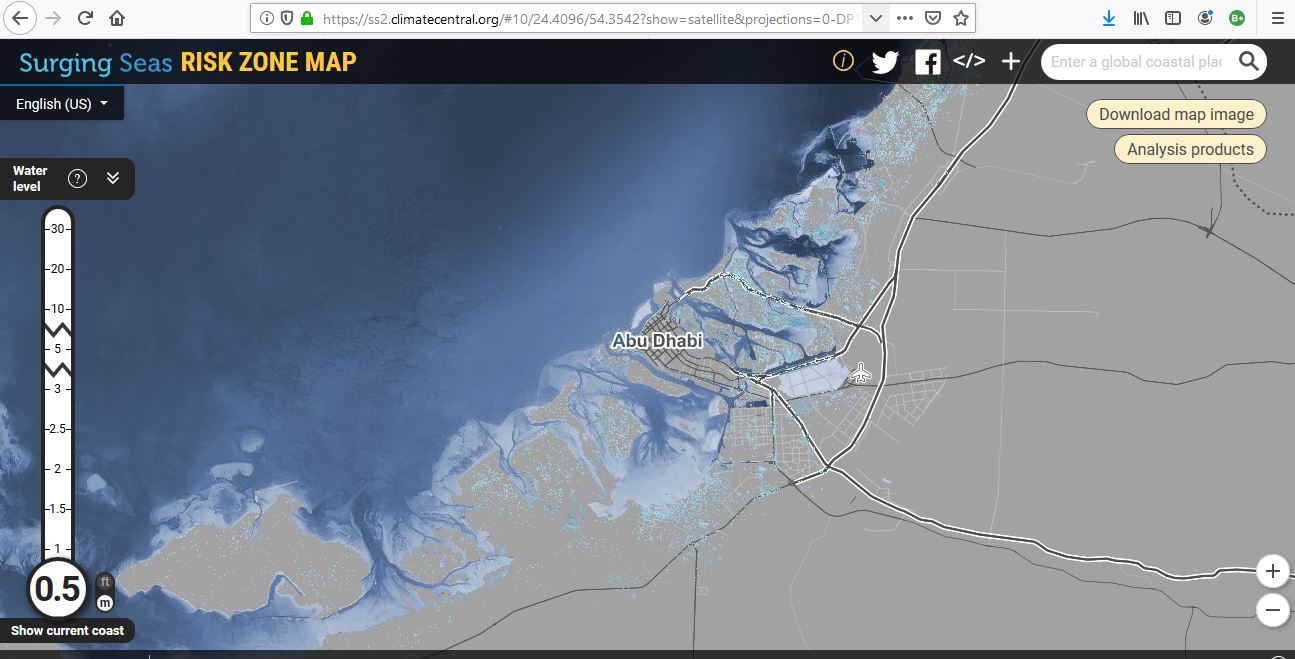 https://ss2.climatecentral.org/#10/24.4096/54.3542?show=satellite&projections=0-DP
B+
Surging Seas RISK ZONE MAP
i
</>
Enter a global coastal plac
English (US)
Download map image
Analysis products
Water
level
?
30
20
10
5
3
2.5
2
1.5
1
0.5
ft
m
Show current coast
Abu Dhabi
+
−